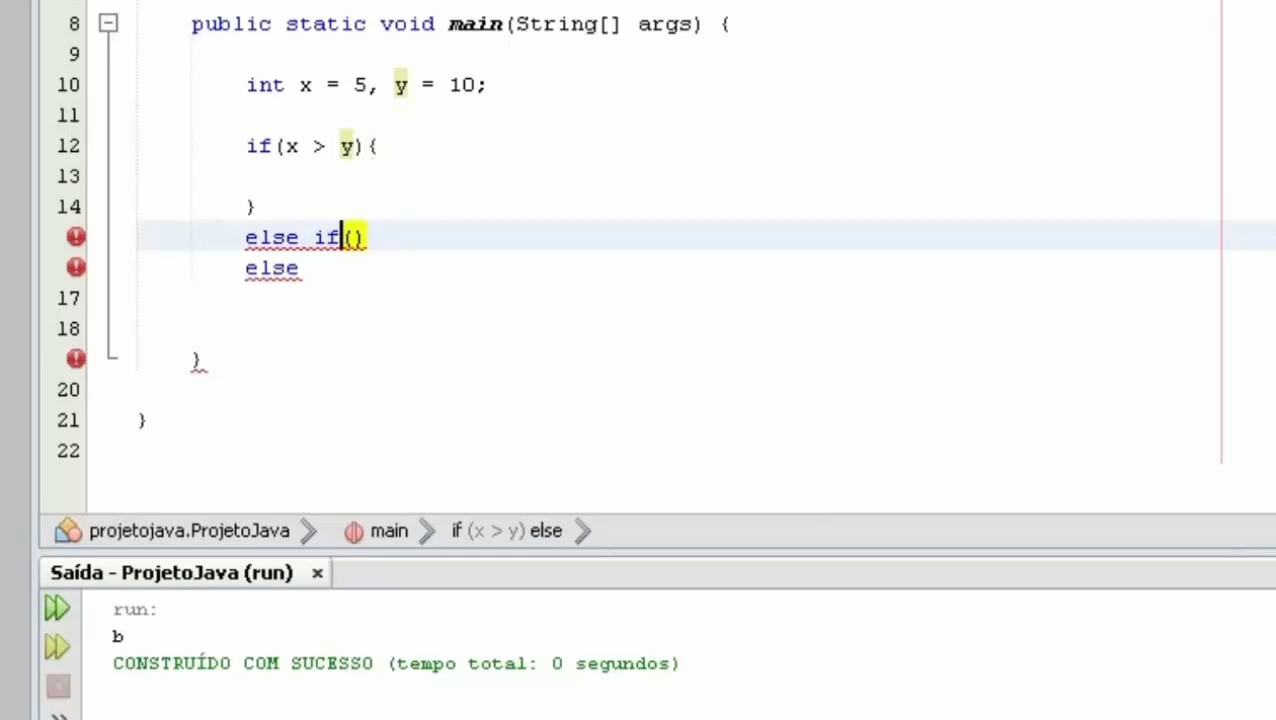 8 public static void main(String[] args) {
9
10 int x = 5, y = 10;
11
12 if(x > y){
13
14 }
else if()
else
17
18
}
20
21 }
22
projetojava.ProjetoJava main if (x > y) else
Saída - ProjetoJava (run) ×
run:
b
CONSTRUÍDO COM SUCESSO (tempo total: 0 segundos)